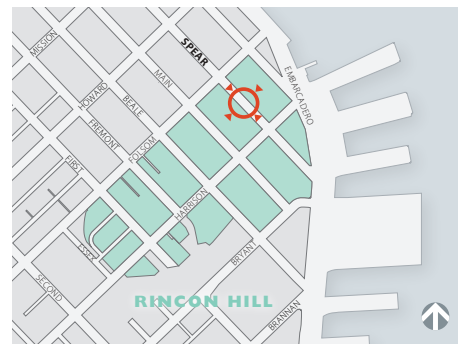 MISSION
SPEAR
HOWARD
MAIN
BEALE
EMBARCADERO
FREMONT
FOLSOM
FIRST
HARRISON
ESSEX
BRYANT
SECOND
RINCON HILL
BRANNAN